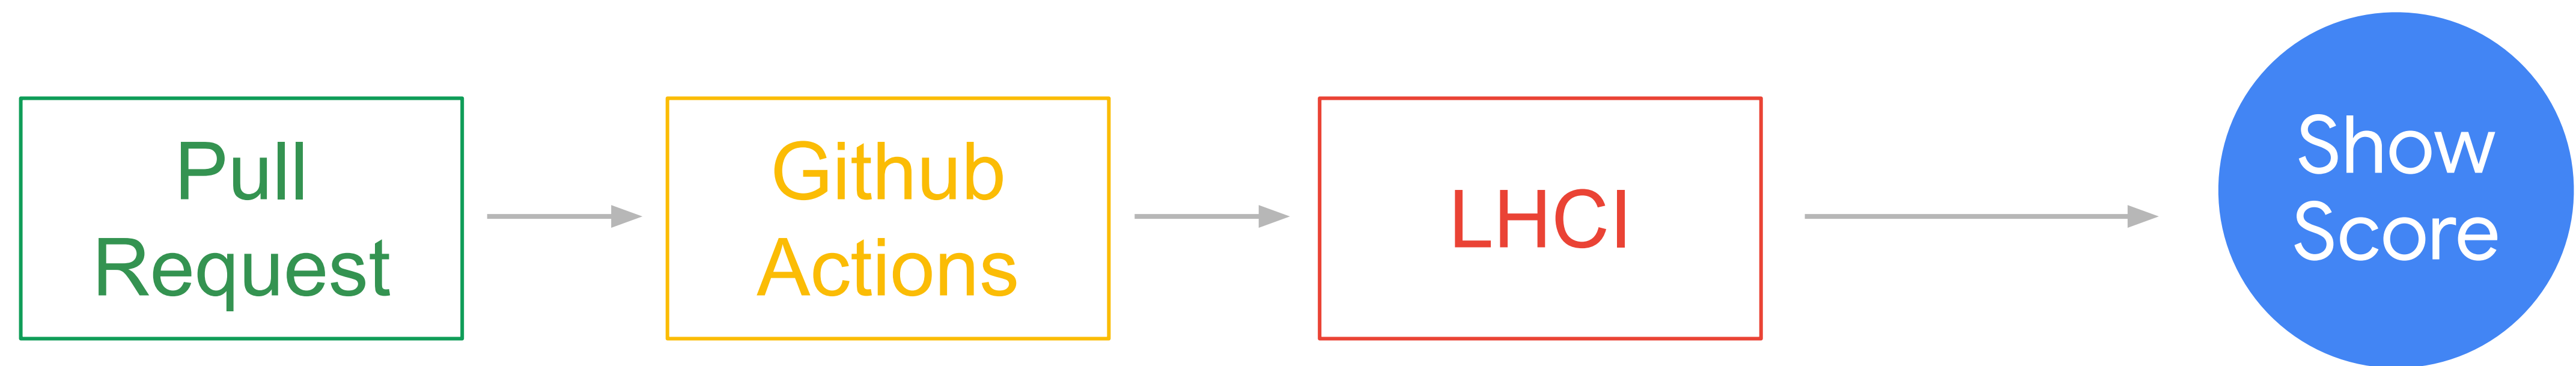 Pull
Request
Github
Actions
LHCI
Show
Score